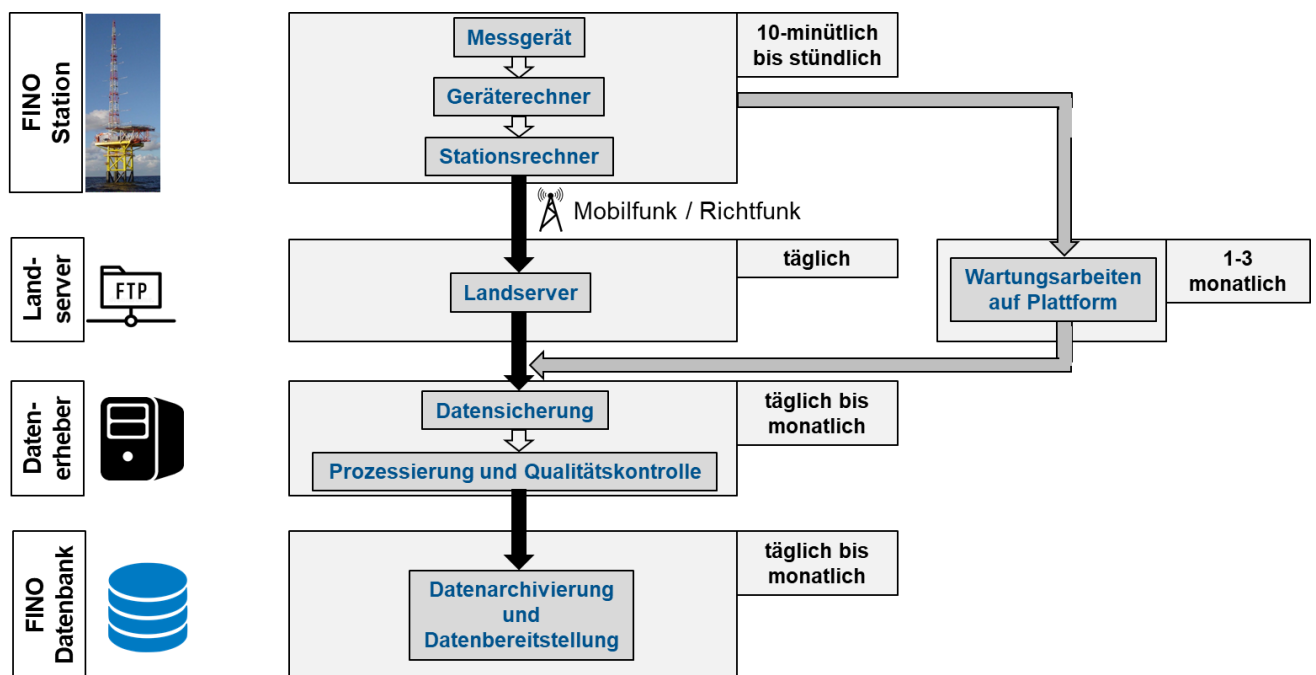 FINO
Station
Messgerät
10-minütlich
bis stündlich
Geräterechner
Stationsrechner
Mobilfunk / Richtfunk
Land-
server
FTP
täglich
Landserver
Wartungsarbeiten
auf Plattform
1-3
monatlich
Daten-
erheber
Datensicherung
täglich bis
monatlich
Prozessierung und Qualitätskontrolle
FINO
Datenbank
täglich bis
monatlich
Datenarchivierung
und
Datenbereitstellung